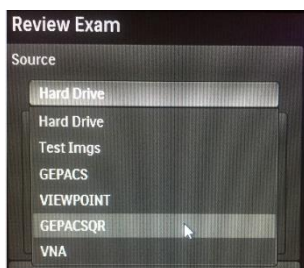 Review Exam
Source
Hard Drive
Hard Drive
Test Imgs
GEPACS
VIEWPOINT
GEPACSQR
VNA